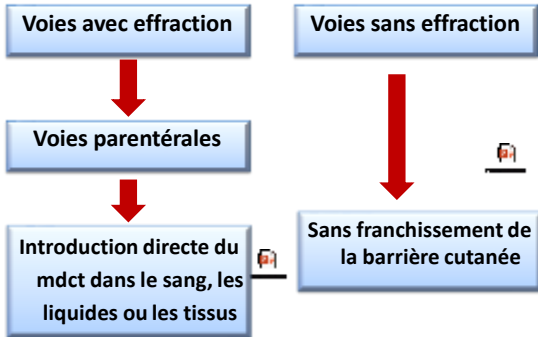 Voies avec effraction
Voies sans effraction
Voies parentérales
Introduction directe du
mdct dans le sang, les
liquides ou les tissus
Sans franchissement de
la barrière cutanée